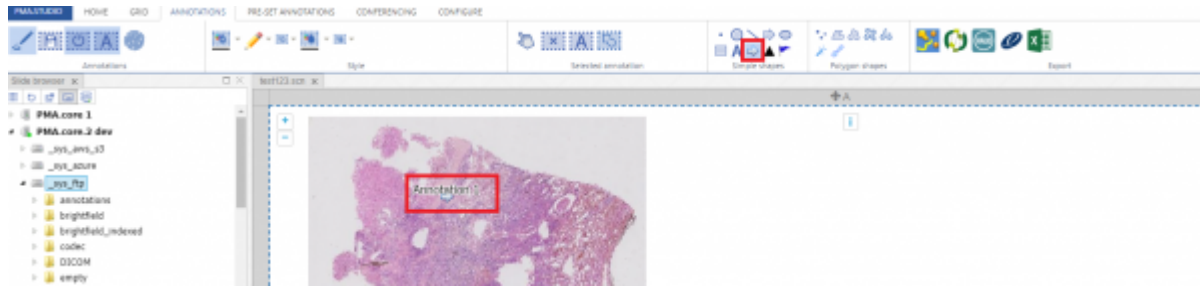 PMA.STUDIO HOME GRID ANNOTATIONS PRE-SET ANNOTATIONS CONFERENCING CONFIGURE
Annotations Style Selected annotation Simple shapes Polygon shapes Export
Slide browser x test123.scn x
A
PMA.core 1
PMA.core.2 dev
_sys_aws_s3
_sys_azure
_sys_ftp
annotations
Annotation 1
brightfield
brightfield_indexed
codec
DICOM
empty